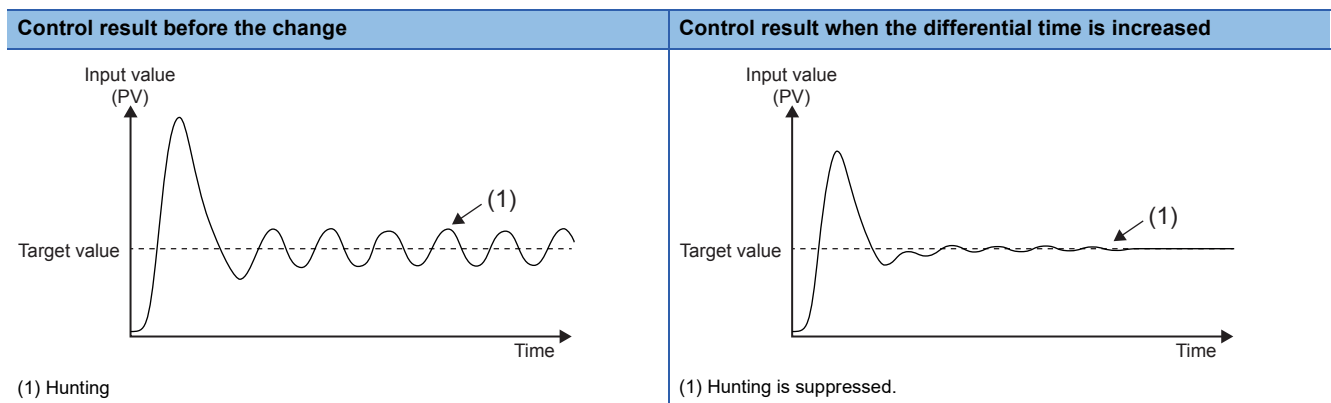 Control result before the change
Control result when the differential time is increased
Input value
(PV)
(1)
Target value
Time
(1) Hunting
Input value
(PV)
(1)
Target value
Time
(1) Hunting is suppressed.